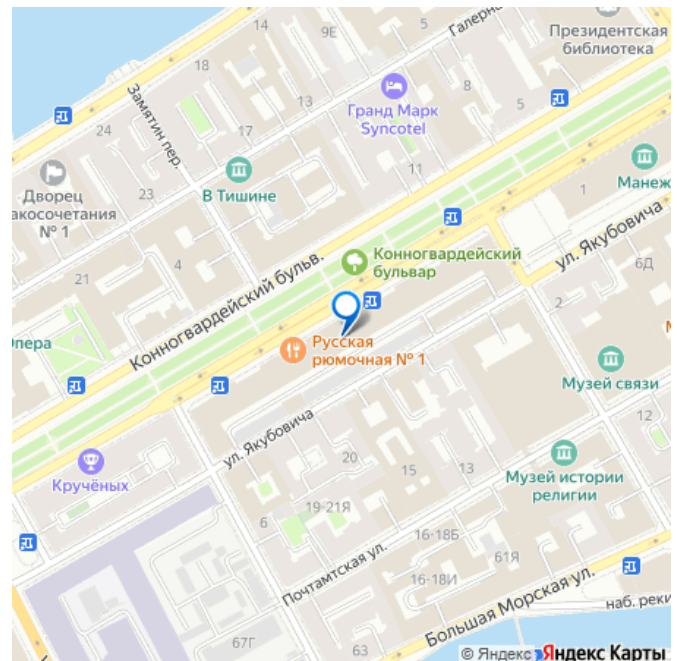 14
9Е
Галерная
Президентская
библиотека
18
Замятин пер.
13
Гранд Марк
Syncotel
8
5
24
17
Дворец
акосочетания
№ 1
23
В Тишине
11
Манеж
1
ул. Якубовича
21
4
Конногвардейский бульв.
Конногвардейский
бульвар
6Д
2
Опера
Русская
рюмочная № 1
Музей связи
12
ул. Якубовича
Кручёных
20
15
13
Музей истории
религии
19-21Я
6
16-18Б
61Я
Почтамтская ул.
16-18И
Большая Морская ул.
наб. реки
67Г
63
© Яндекс Яндекс Карты